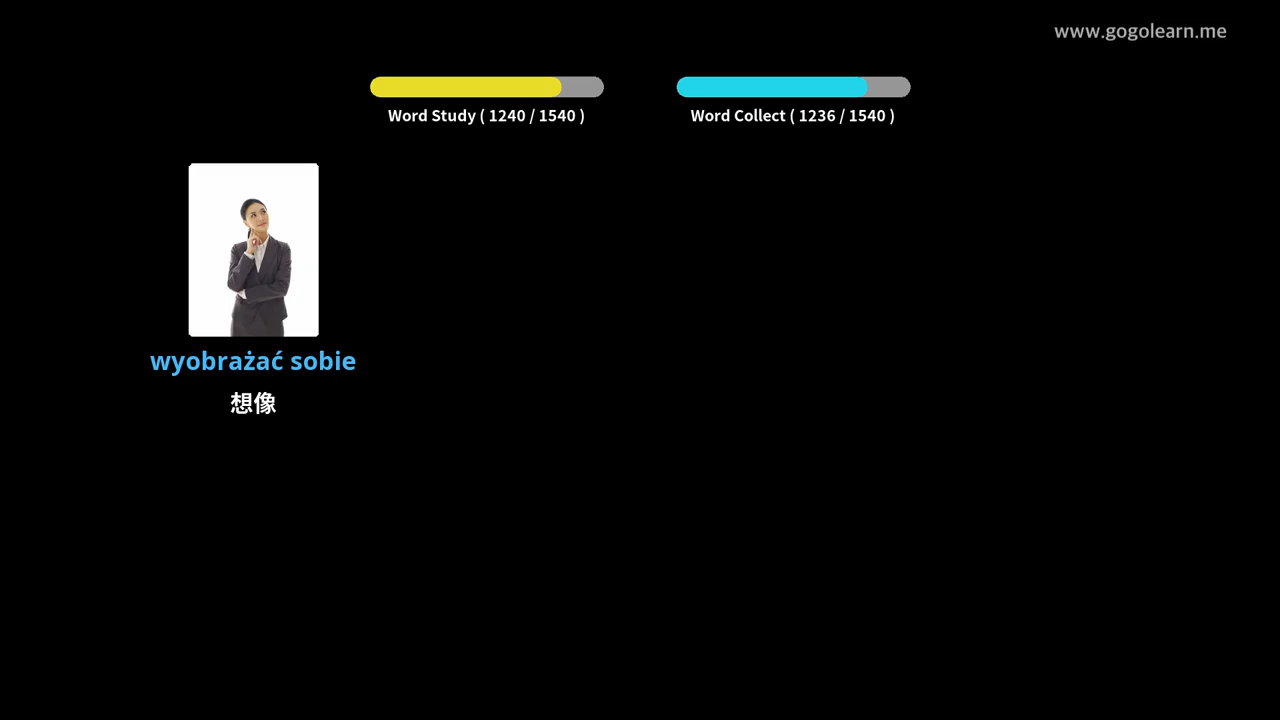 www.gogolearn.me
Word Study ( 1240 / 1540 )
Word Collect ( 1236 / 1540 )
wyobrażać sobie
想像